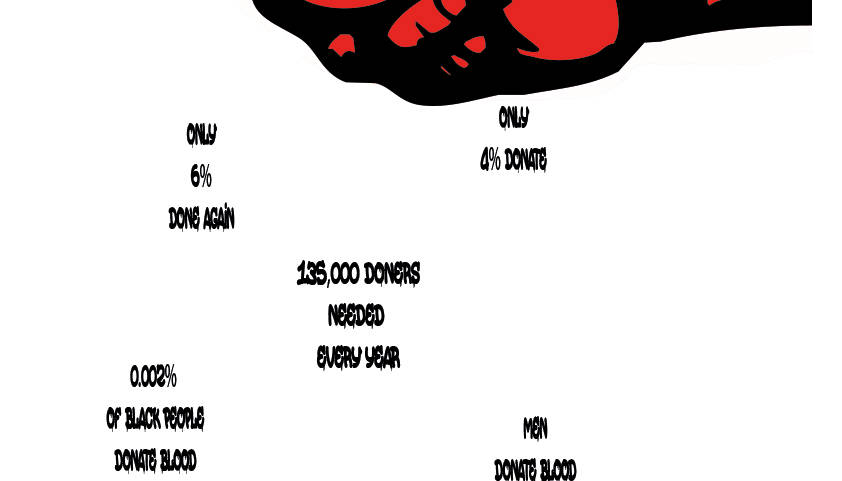 ONLY
6%
DONE AGAiN
ONLY
4% DONATE
135,000 DONERS
NEEDED
EVERY YEAR
0.002%
OF BLACK PEOPLE
DONATE BLOOD
MEN
DONATE BLOOD